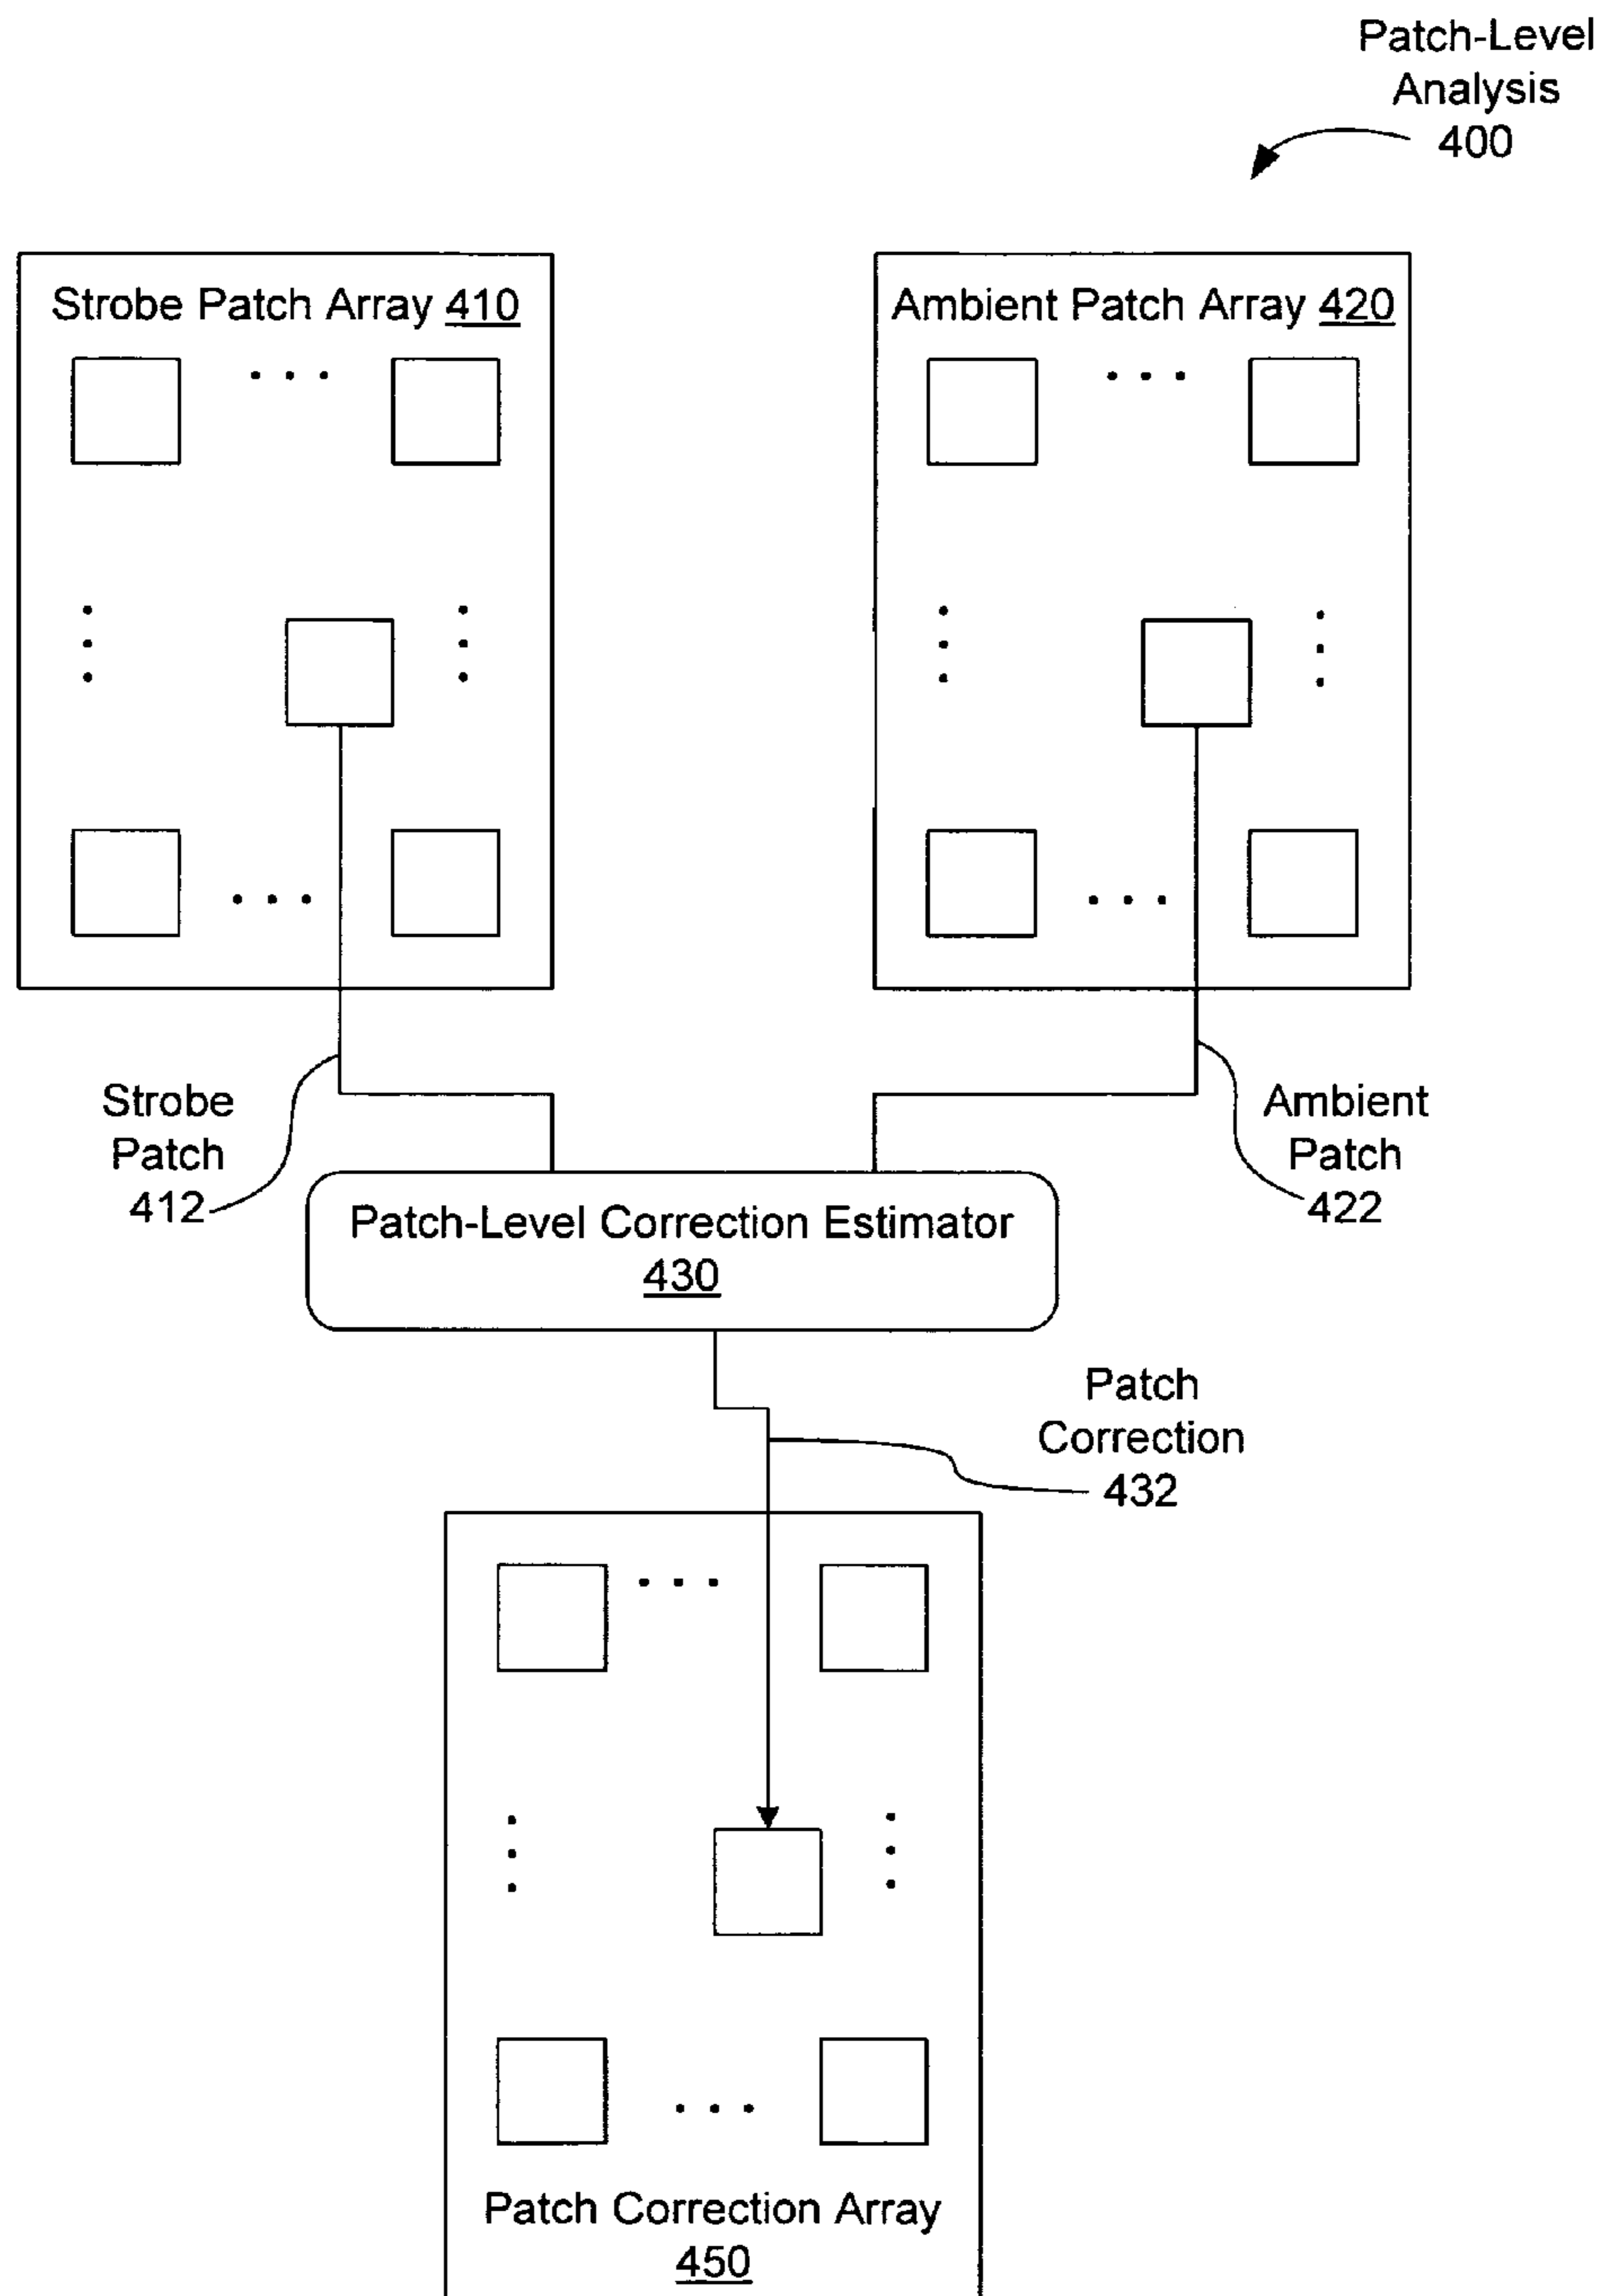 Patch-Level
Analysis
400
Strobe Patch Array 410
Ambient Patch Array 420
Strobe
Patch
412
Ambient
Patch
422
Patch-Level Correction Estimator
430
Patch
Correction
432
Patch Correction Array
450